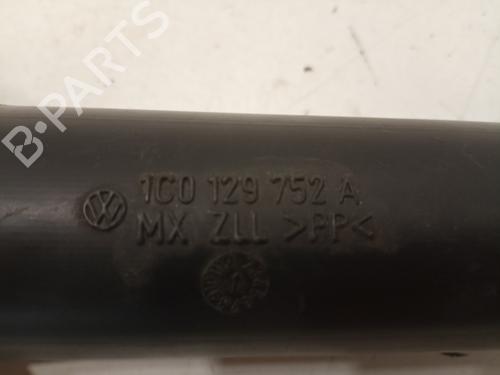 B-PARTS
1C0 129 752 A
MX ZLL >PP<